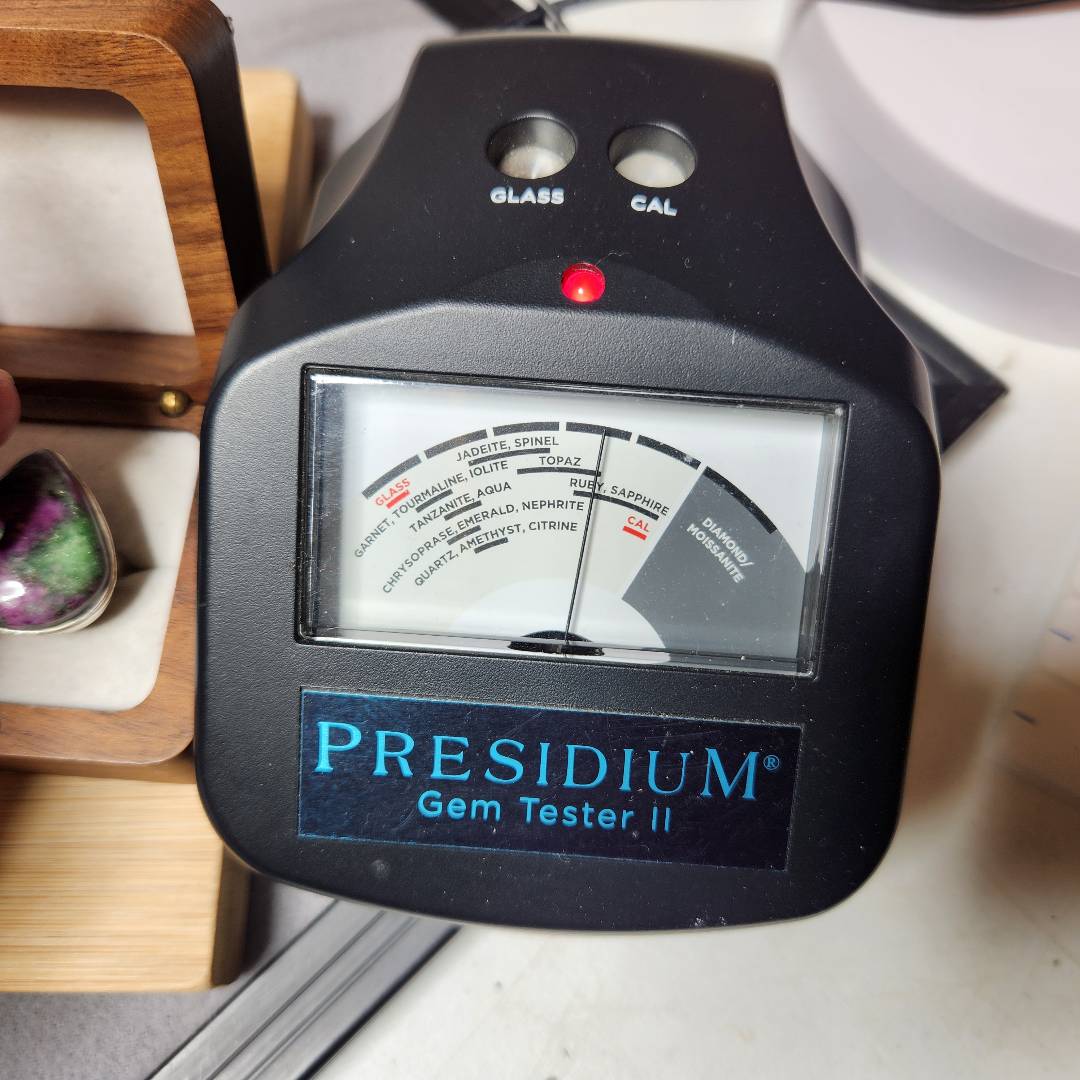 GLASS
CAL
JADEITE, SPINEL
TOPAZ
RUBY, SAPPHIRE
GLASS
GARNET, TOURMALINE, IOLITE
TANZANITE, AQUA
CHRYSOPRASE, EMERALD, NEPHRITE
QUARTZ, AMETHYST, CITRINE
CAL
DIAMOND/
MOISSANITE
PRESIDIUM®
Gem Tester II